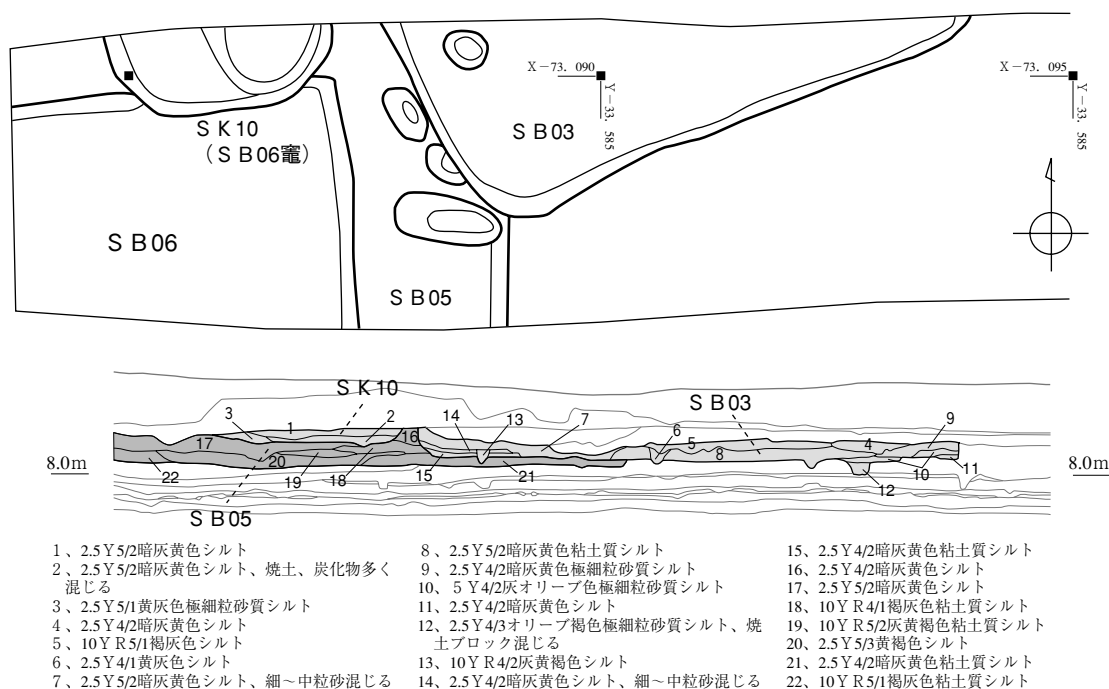 X－73. 090
Y－33. 585
X－73. 095
Y－33. 585
ＳＫ10
（ＳＢ06竈）
ＳＢ03
ＳＢ06
ＳＢ05
ＳＫ10
ＳＢ03
3 1 2 14 13 7 6 5 4 9
17 16 8
8.0m 22 20 19 18 15 21 12 10 11 8.0m
ＳＢ05
1、2.5Ｙ5/2暗灰黄色シルト
2、2.5Ｙ5/2暗灰黄色シルト、焼土、炭化物多く
混じる
3、2.5Ｙ5/1黄灰色極細粒砂質シルト
4、2.5Ｙ4/2暗灰黄色シルト
5、10ＹＲ5/1褐灰色シルト
6、2.5Ｙ4/1黄灰色シルト
7、2.5Ｙ5/2暗灰黄色シルト、細～中粒砂混じる
8、2.5Ｙ5/2暗灰黄色粘土質シルト
9、2.5Ｙ4/2暗灰黄色極細粒砂質シルト
10、5Ｙ4/2灰オリーブ色極細粒砂質シルト
11、2.5Ｙ4/2暗灰黄色シルト
12、2.5Ｙ4/3オリーブ褐色極細粒砂質シルト、焼
土ブロック混じる
13、10ＹＲ4/2灰黄褐色シルト
14、2.5Ｙ4/2暗灰黄色シルト、細～中粒砂混じる
15、2.5Ｙ4/2暗灰黄色粘土質シルト
16、2.5Ｙ4/2暗灰黄色シルト
17、2.5Ｙ5/2暗灰黄色シルト
18、10ＹＲ4/1褐灰色粘土質シルト
19、10ＹＲ5/2灰黄褐色粘土質シルト
20、2.5Ｙ5/3黄褐色シルト
21、2.5Ｙ4/2暗灰黄色粘土質シルト
22、10ＹＲ5/1褐灰色粘土質シルト